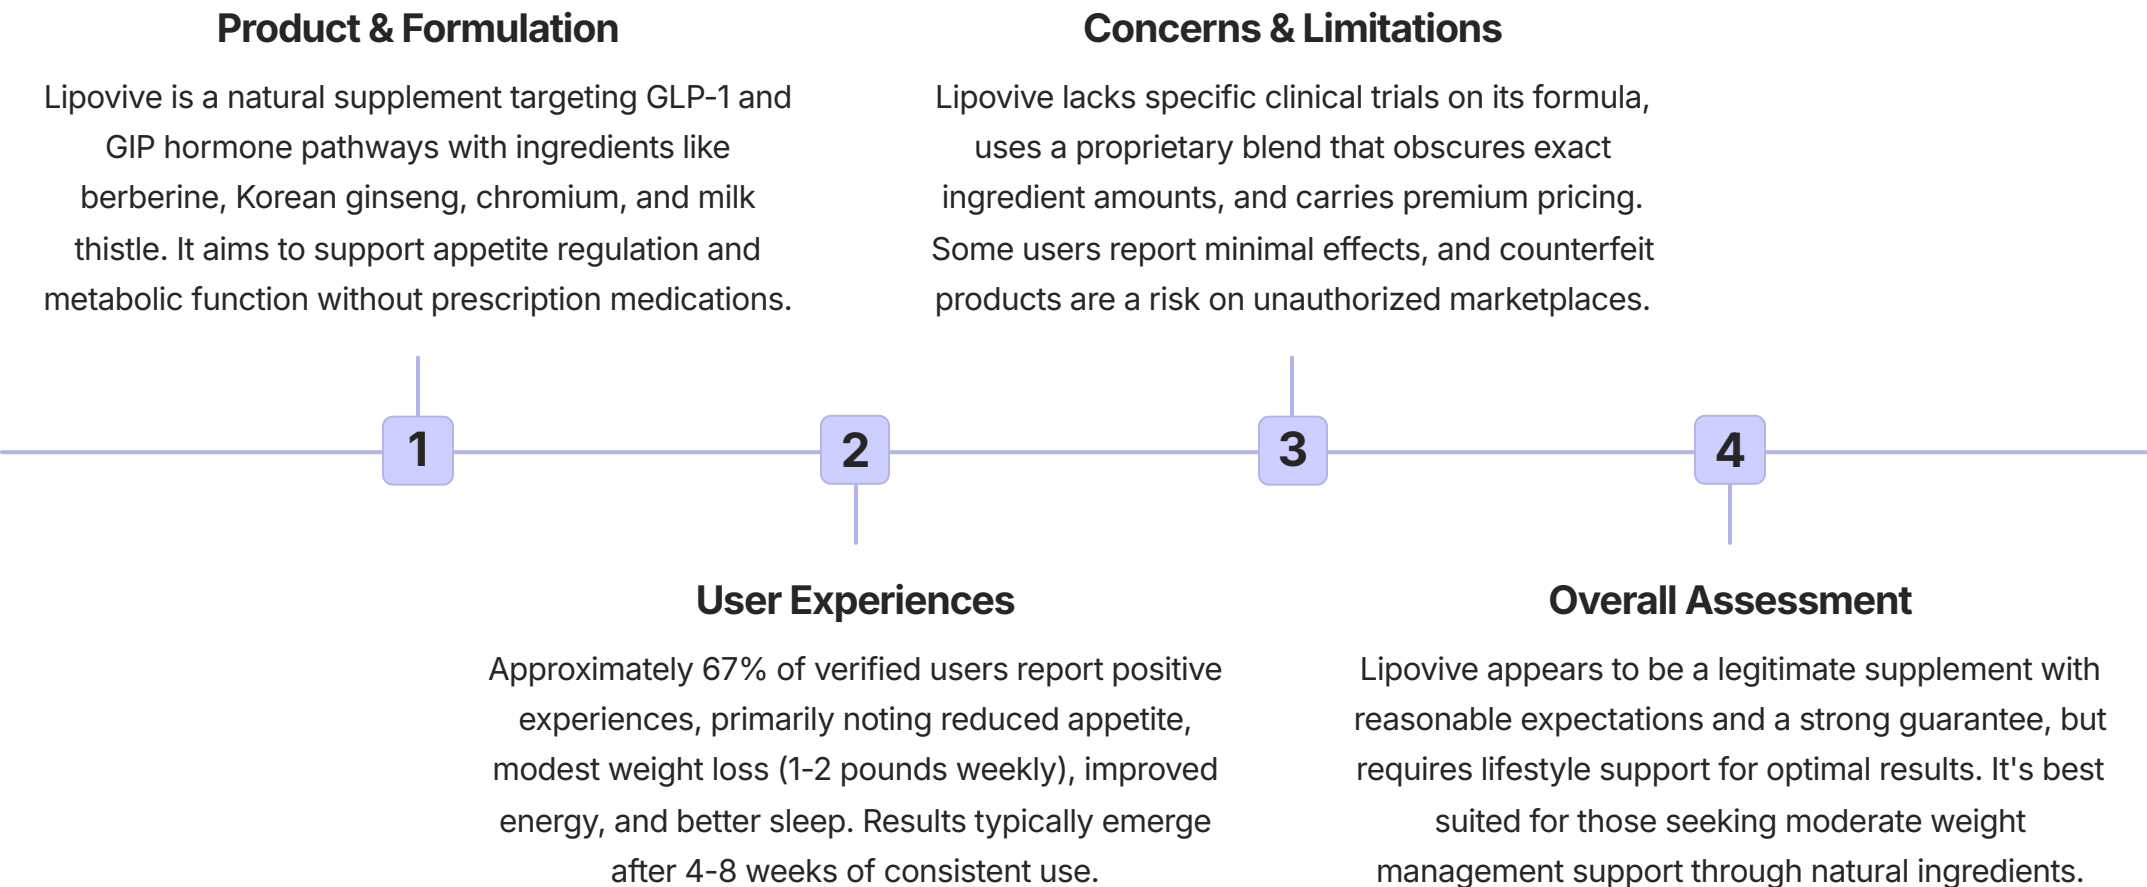 Product & Formulation
Lipovive is a natural supplement targeting GLP-1 and
GIP hormone pathways with ingredients like
berberine, Korean ginseng, chromium, and milk
thistle. It aims to support appetite regulation and
metabolic function without prescription medications.
Concerns & Limitations
Lipovive lacks specific clinical trials on its formula,
uses a proprietary blend that obscures exact
ingredient amounts, and carries premium pricing.
Some users report minimal effects, and counterfeit
products are a risk on unauthorized marketplaces.
1
2
3
4
User Experiences
Approximately 67% of verified users report positive
experiences, primarily noting reduced appetite,
modest weight loss (1-2 pounds weekly), improved
energy, and better sleep. Results typically emerge
after 4-8 weeks of consistent use.
Overall Assessment
Lipovive appears to be a legitimate supplement with
reasonable expectations and a strong guarantee, but
requires lifestyle support for optimal results. It's best
suited for those seeking moderate weight
management support through natural ingredients.